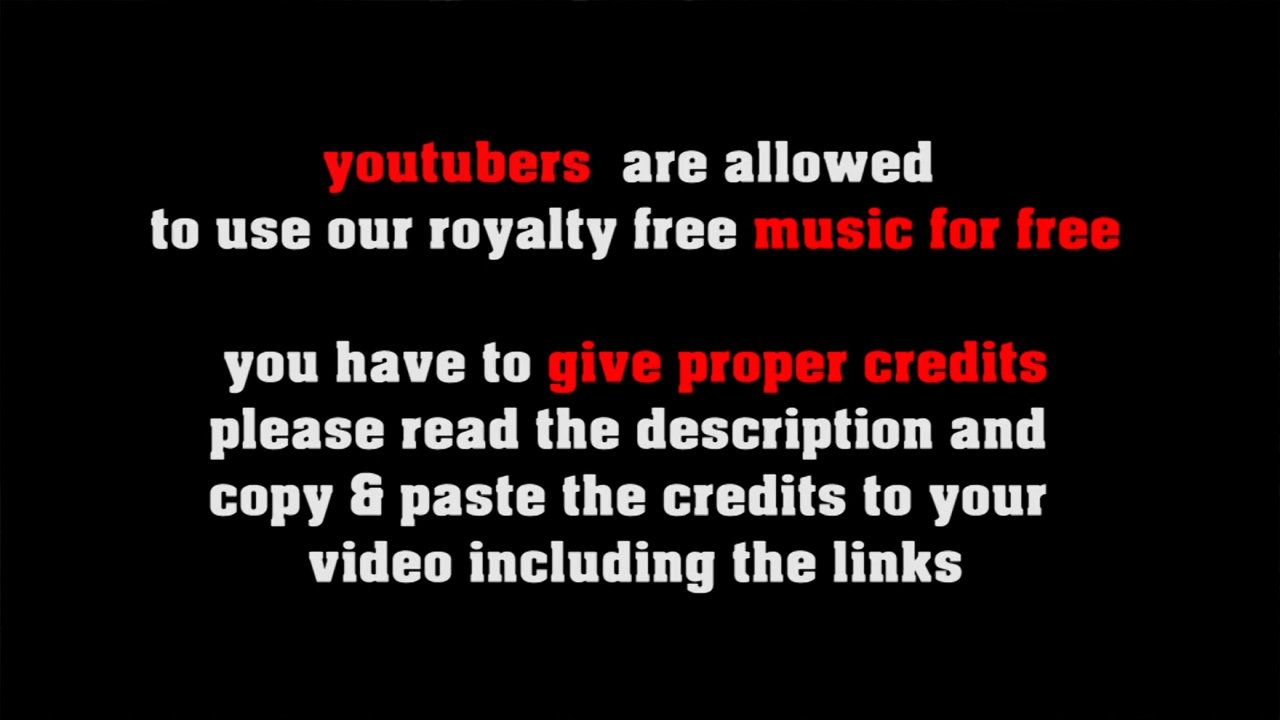 youtubers are allowed
to use our royalty free music for free
you have to give proper credits
please read the description and
copy & paste the credits to your
video including the links